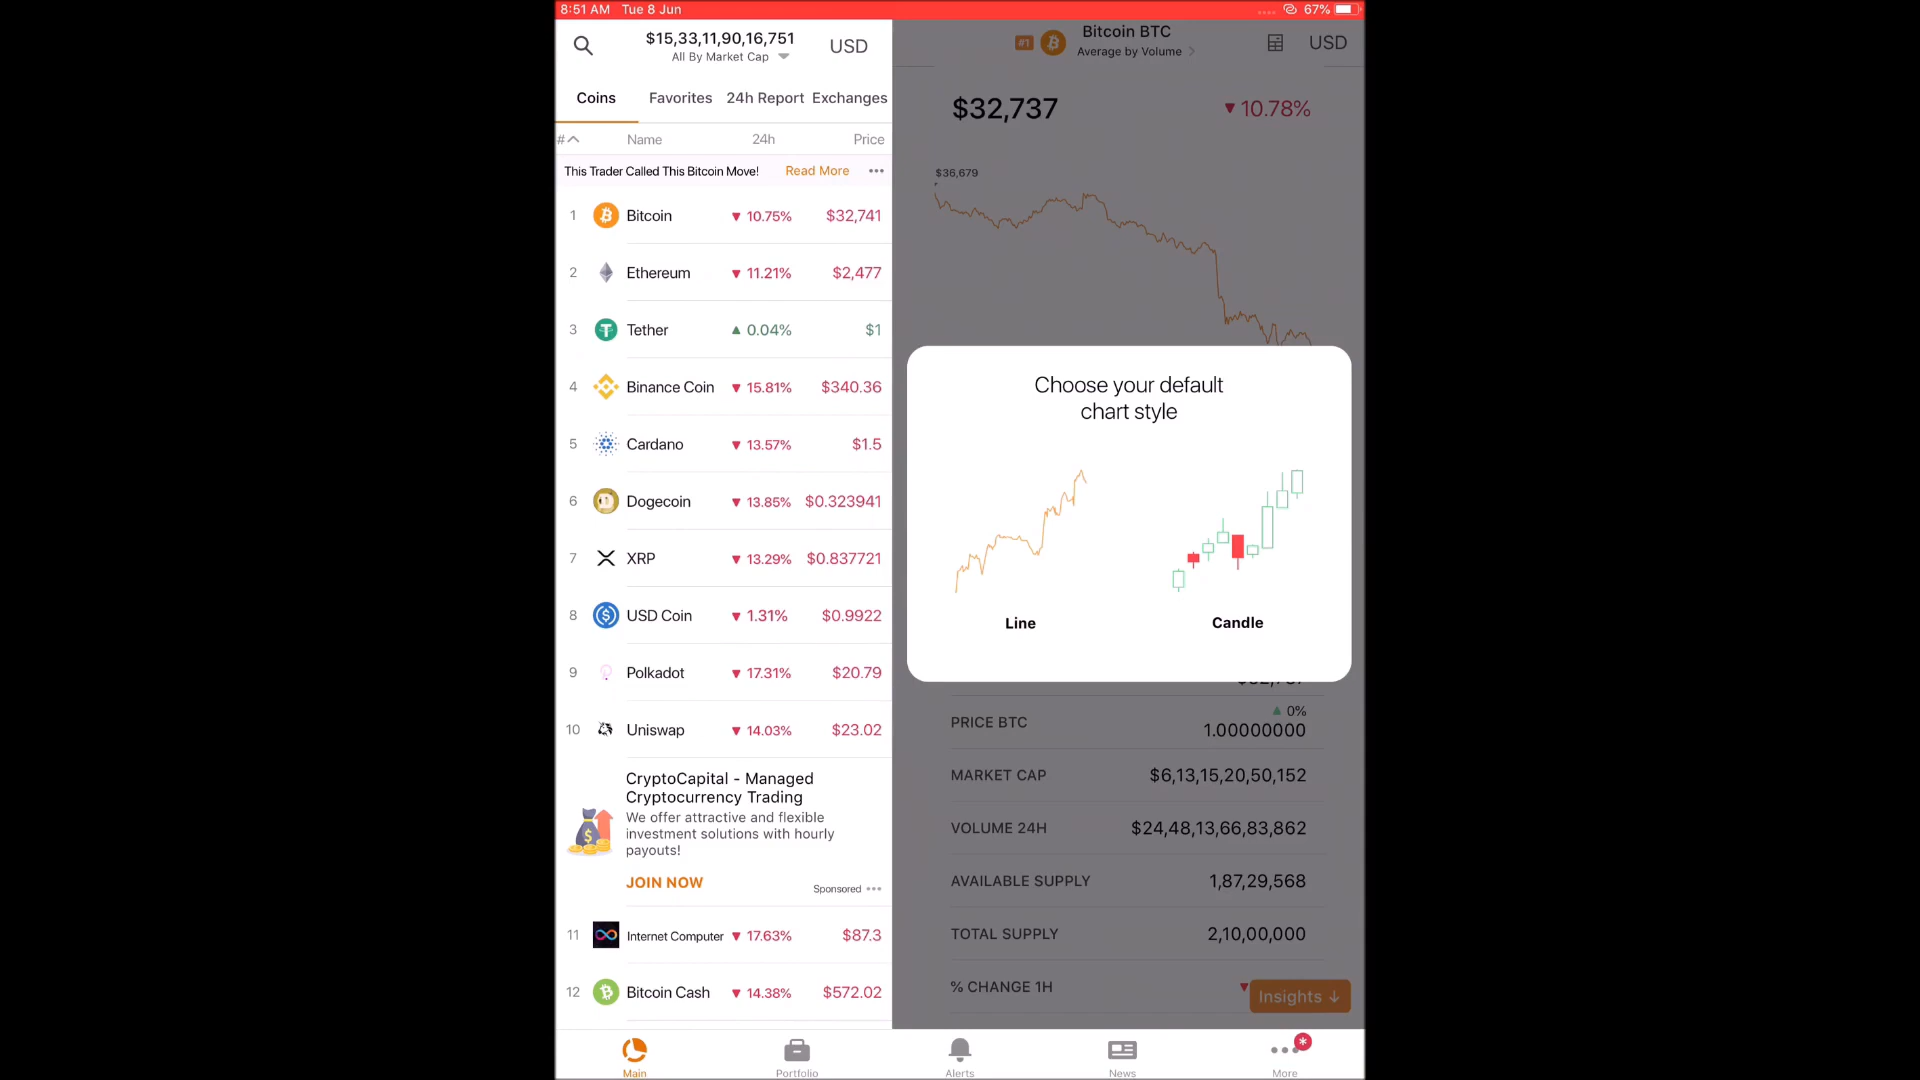 8:51 AM Tue 8 Jun
67%
$15,33,11,90,16,751
All By Market Cap
USD
Coins Favorites 24h Report Exchanges
# Name 24h Price
This Trader Called This Bitcoin Move! Read More
1 Bitcoin 10.75% $32,741
2 Ethereum 11.21% $2,477
3 Tether 0.04% $1
4 Binance Coin 15.81% $340.36
5 Cardano 13.57% $1.5
6 Dogecoin 13.85% $0.323941
7 XRP 13.29% $0.837721
8 USD Coin 1.31% $0.9922
9 Polkadot 17.31% $20.79
10 Uniswap 14.03% $23.02
CryptoCapital - Managed
Cryptocurrency Trading
We offer attractive and flexible
investment solutions with hourly
payouts!
JOIN NOW
Sponsored
11 Internet Computer 17.63% $87.3
12 Bitcoin Cash 14.38% $572.02
#1 Bitcoin BTC
Average by Volume
USD
$32,737 10.78%
$36,679
Choose your default
chart style
Line Candle
PRICE BTC 0%
1.00000000
MARKET CAP $6,13,15,20,50,152
VOLUME 24H $24,48,13,66,83,862
AVAILABLE SUPPLY 1,87,29,568
TOTAL SUPPLY 2,10,00,000
% CHANGE 1H
Insights ↓
Main Portfolio Alerts News More